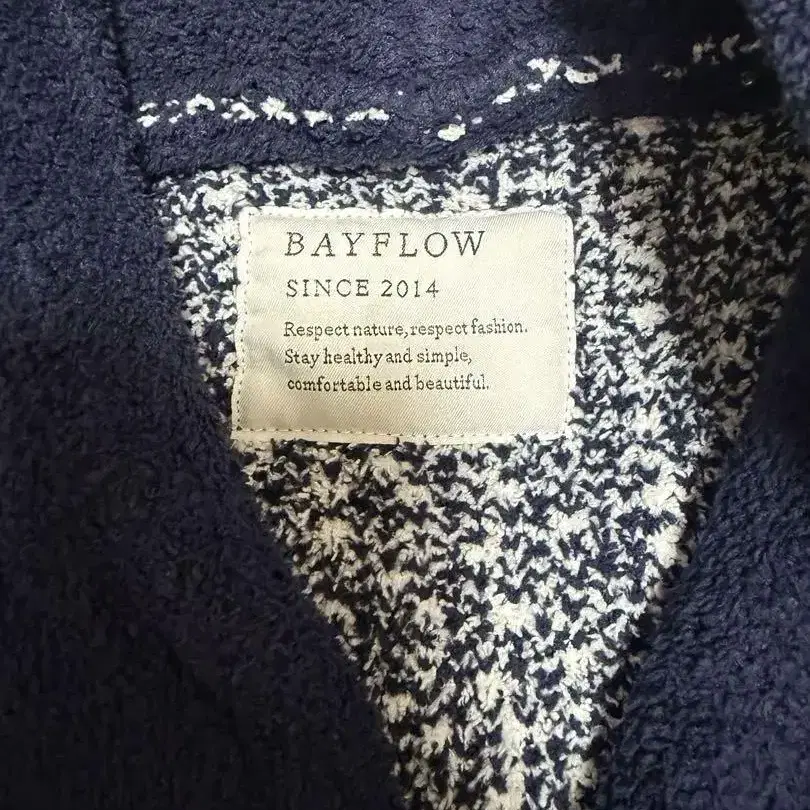 BAYFLOW
SINCE 2014
Respect nature, respect fashion.
Stay healthy and simple,
comfortable and beautiful.